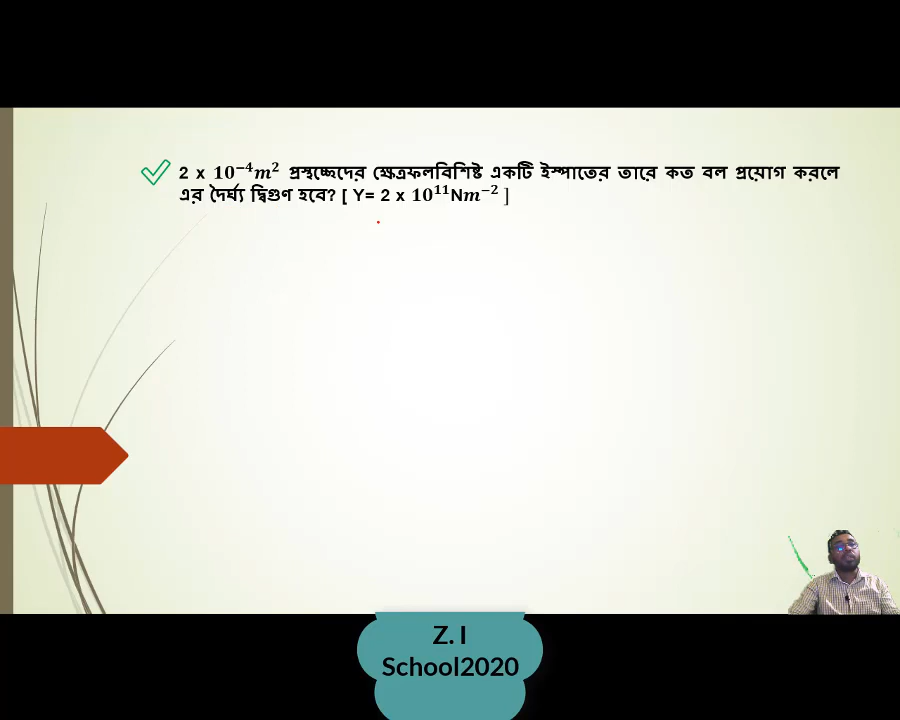 2 x 10⁻⁴m² প্রস্থচ্ছেদের ক্ষেত্রফলবিশিষ্ট একটি ইস্পাতের তারে কত বল প্রয়োগ করলে
এর দৈর্ঘ্য দ্বিগুণ হবে? [ Y= 2 x 10¹¹Nm⁻² ]
Z. I
School2020